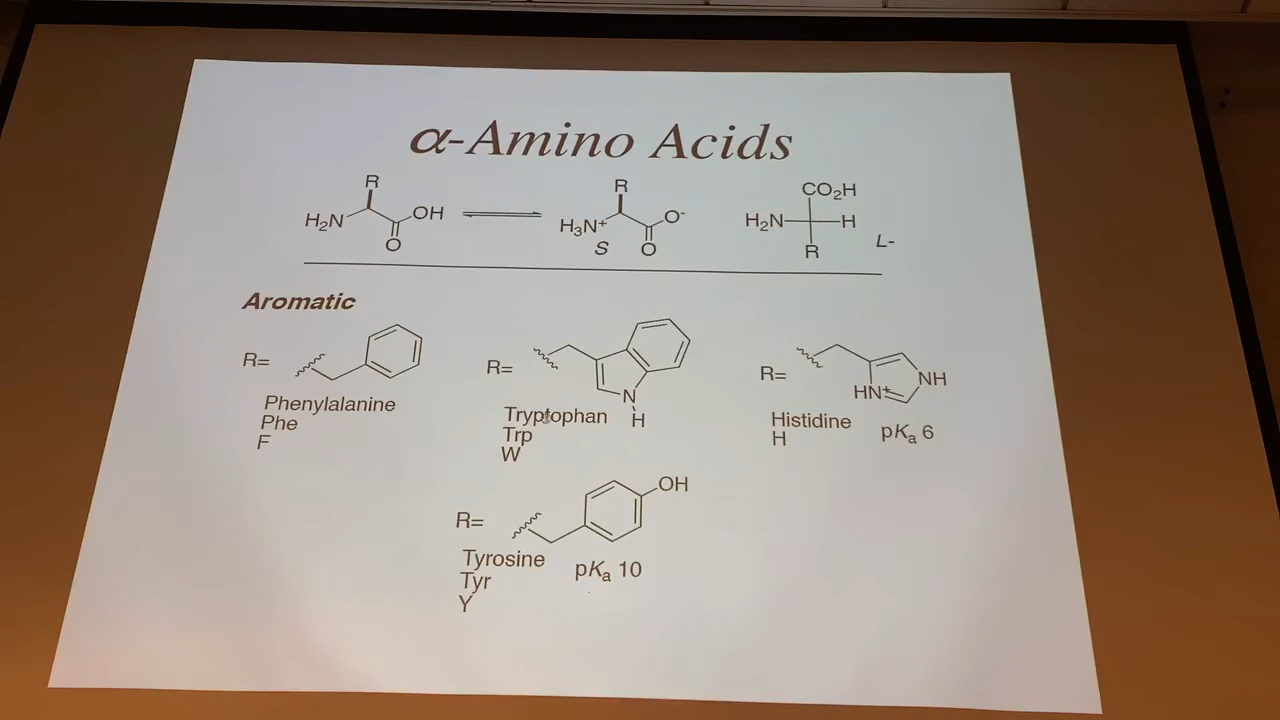 α-Amino Acids
R
H₂N
OH
O
R
H₃N⁺
O⁻
S
O
CO₂H
H₂N
H
R
L-
Aromatic
R=
Phenylalanine
Phe
F
R=
N
H
Tryptophan
Trp
W
R=
HN⁺
NH
Histidine
H
pKₐ 6
R=
OH
Tyrosine
Tyr
Y
pKₐ 10